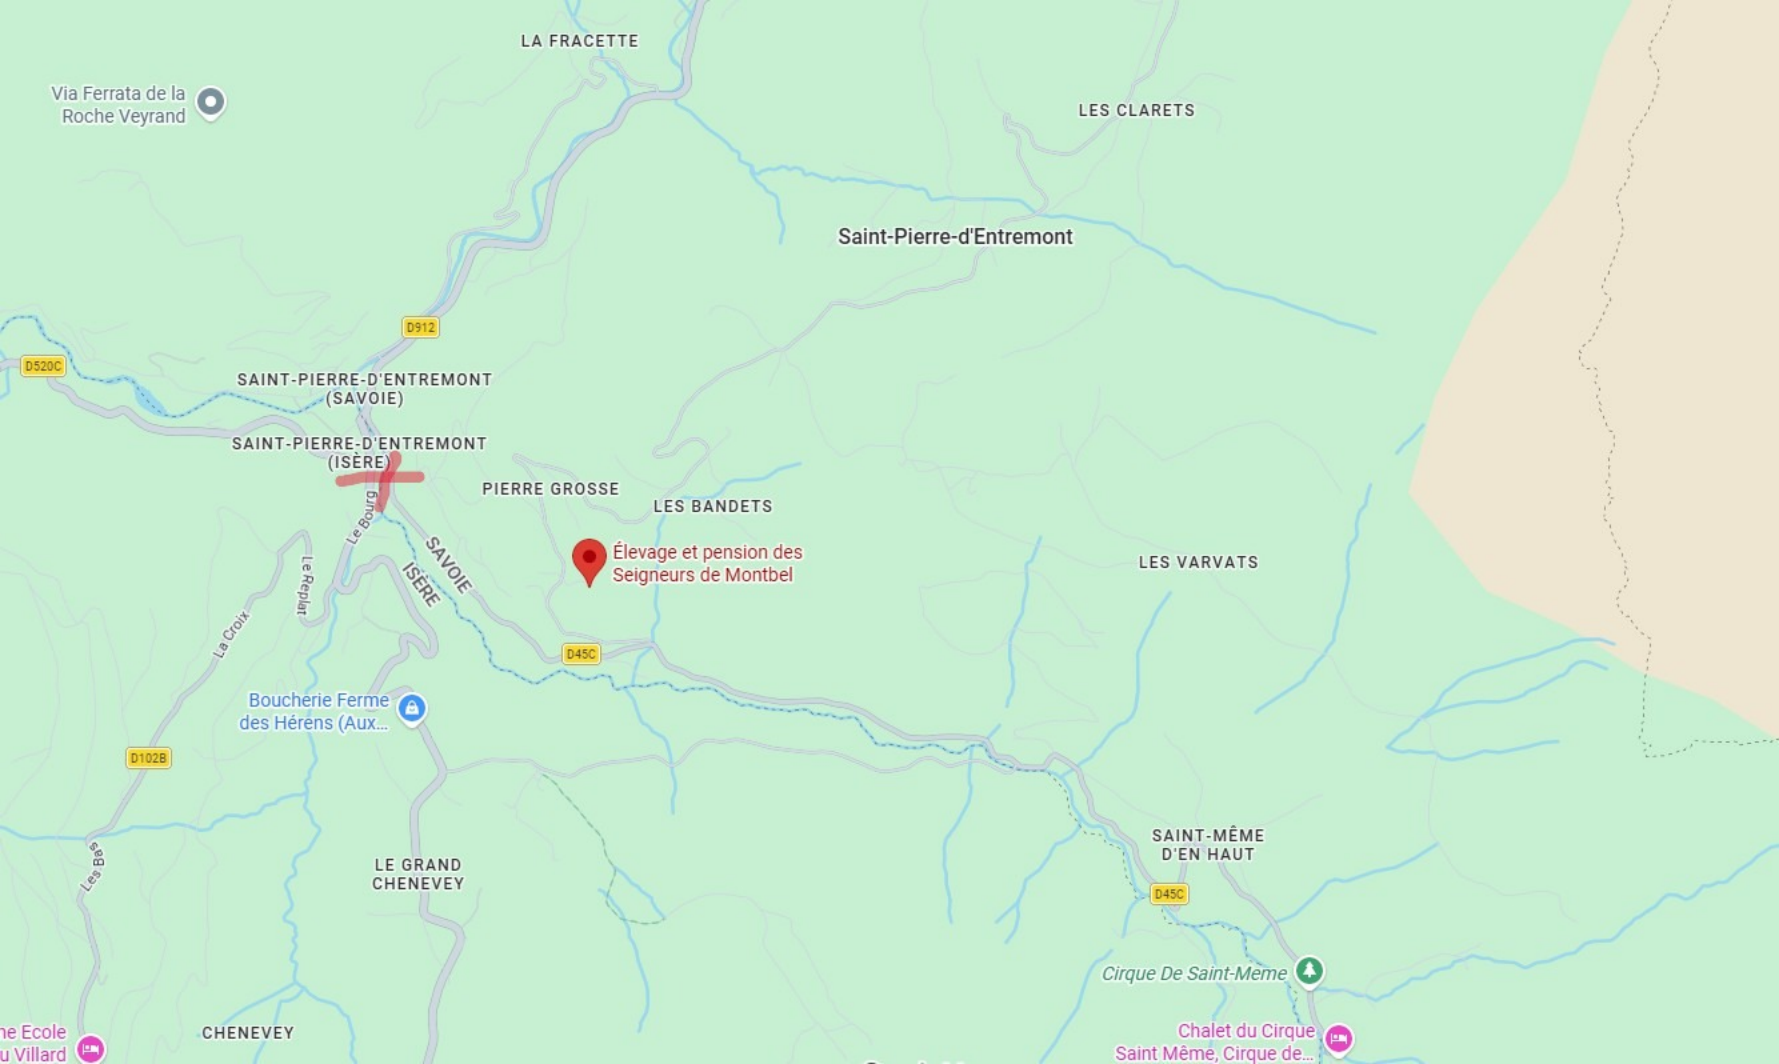 LA FRACETTE
Via Ferrata de la
Roche Veyrand
LES CLARETS
Saint-Pierre-d'Entremont
D912
D520C
SAINT-PIERRE-D'ENTREMONT
(SAVOIE)
SAINT-PIERRE-D'ENTREMONT
(ISÈRE)
PIERRE GROSSE
LES BANDETS
Le Bourg
SAVOIE
ISÈRE
Élevage et pension des
Seigneurs de Montbel
LES VARVATS
Le Replat
La Croix
D45C
Boucherie Ferme
des Hérens (Aux...
D102B
SAINT-MÊME
D'EN HAUT
Les Bas
LE GRAND
CHENEVEY
D45C
Cirque De Saint-Meme
CHENEVEY
ne Ecole
u Villard
Chalet du Cirque
Saint Même, Cirque de...